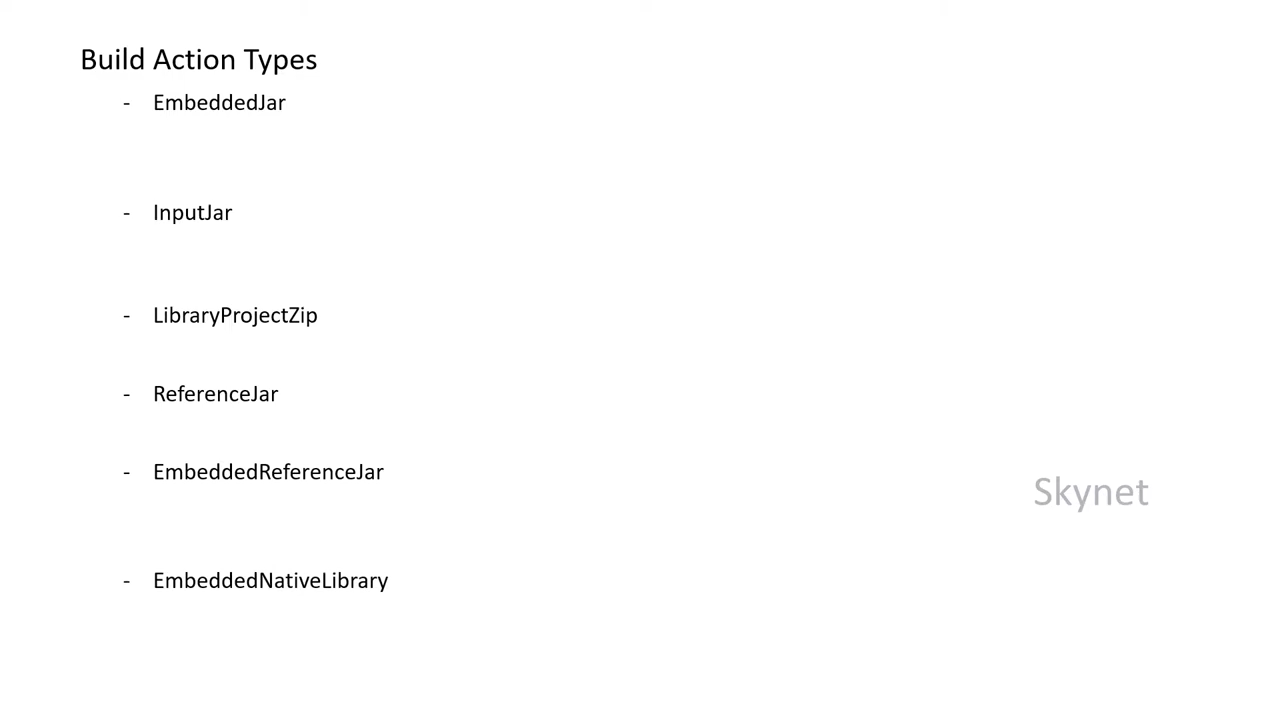 Build Action Types
- EmbeddedJar
- InputJar
- LibraryProjectZip
- ReferenceJar
- EmbeddedReferenceJar
Skynet
- EmbeddedNativeLibrary